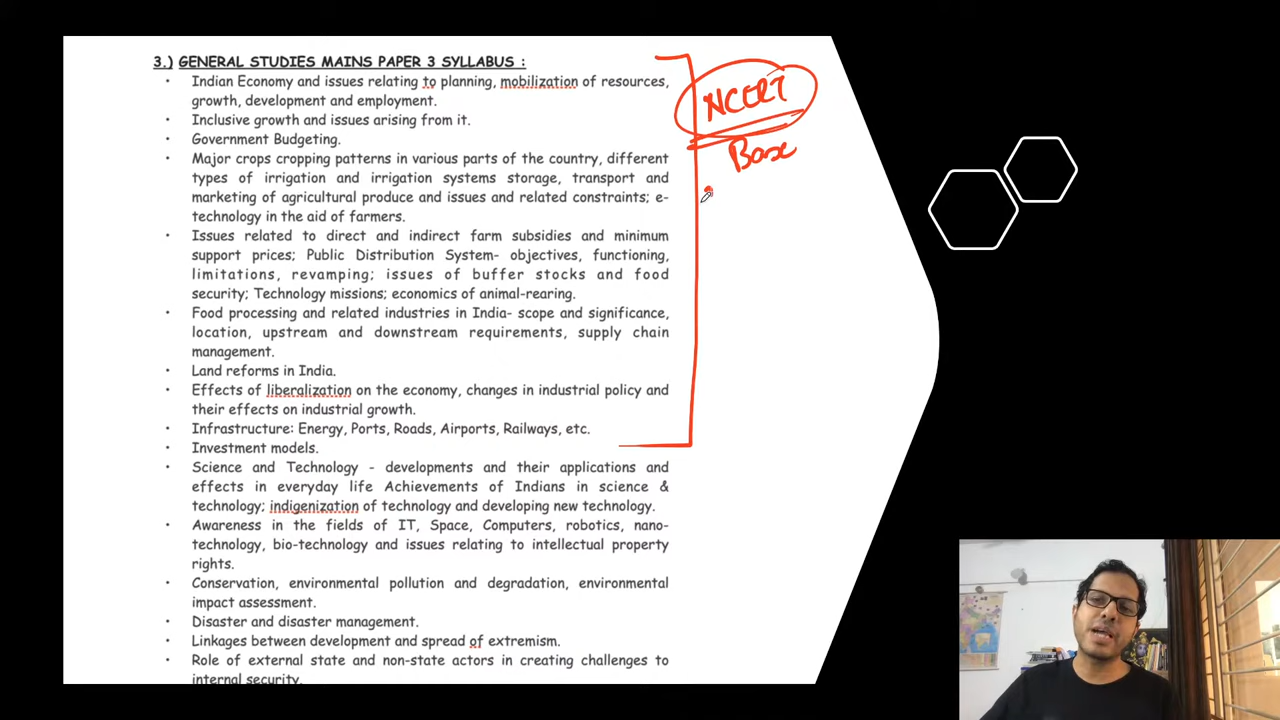 3.) GENERAL STUDIES MAINS PAPER 3 SYLLABUS :
• Indian Economy and issues relating to planning, mobilization of resources,
growth, development and employment.
• Inclusive growth and issues arising from it.
• Government Budgeting.
• Major crops cropping patterns in various parts of the country, different
types of irrigation and irrigation systems storage, transport and
marketing of agricultural produce and issues and related constraints; e-
technology in the aid of farmers.
• Issues related to direct and indirect farm subsidies and minimum
support prices; Public Distribution System- objectives, functioning,
limitations, revamping; issues of buffer stocks and food
security; Technology missions; economics of animal-rearing.
• Food processing and related industries in India- scope and significance,
location, upstream and downstream requirements, supply chain
management.
• Land reforms in India.
• Effects of liberalization on the economy, changes in industrial policy and
their effects on industrial growth.
• Infrastructure: Energy, Ports, Roads, Airports, Railways, etc.
• Investment models.
• Science and Technology - developments and their applications and
effects in everyday life Achievements of Indians in science &
technology; indigenization of technology and developing new technology.
• Awareness in the fields of IT, Space, Computers, robotics, nano-
technology, bio-technology and issues relating to intellectual property
rights.
• Conservation, environmental pollution and degradation, environmental
impact assessment.
• Disaster and disaster management.
• Linkages between development and spread of extremism.
• Role of external state and non-state actors in creating challenges to
internal security.
NCERT
Base